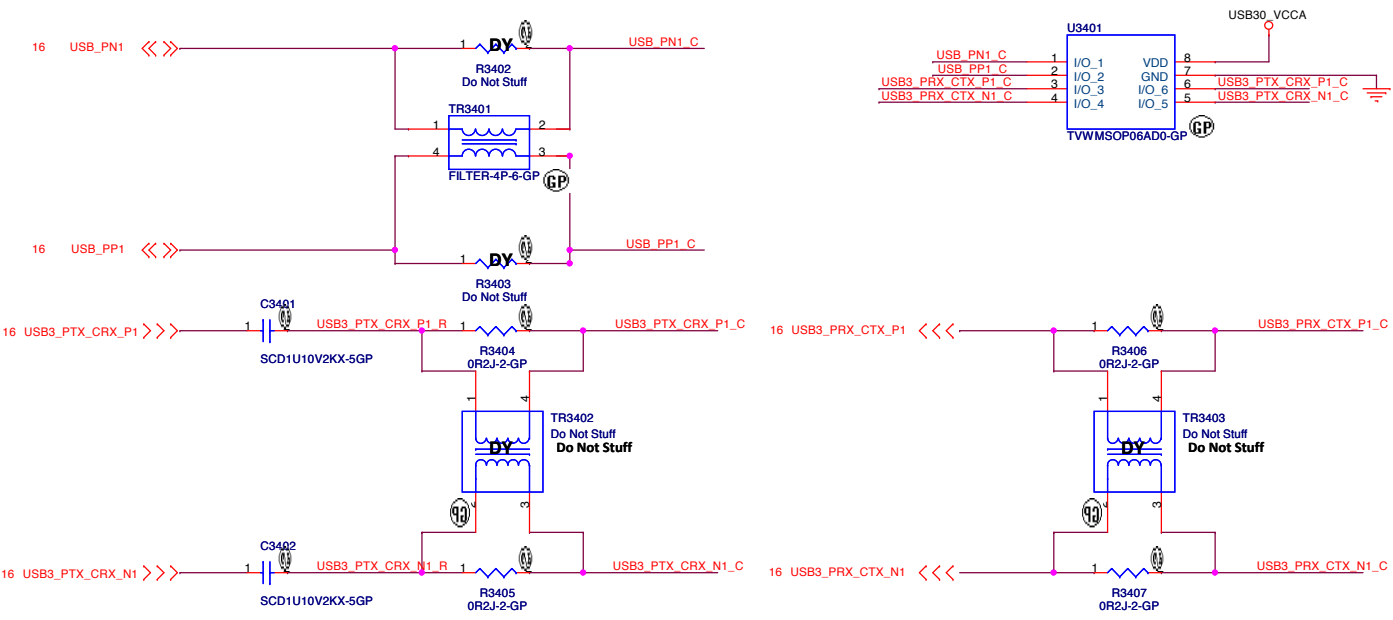 16 USB_PN1
1
DY
R3402
Do Not Stuff
USB_PN1_C
TR3401
1 2
4 3
FILTER-4P-6-GP
GP
16 USB_PP1
1
DY
R3403
Do Not Stuff
USB_PP1_C
U3401
USB30_VCCA
USB_PN1_C 1 I/O_1 VDD 8
USB_PP1_C 2 I/O_2 GND 7
USB3_PRX_CTX_P1_C 3 I/O_3 I/O_6 6 USB3_PTX_CRX_P1_C
USB3_PRX_CTX_N1_C 4 I/O_4 I/O_5 5 USB3_PTX_CRX_N1_C
TVWMSOP06AD0-GP
GP
16 USB3_PTX_CRX_P1
C3401
1
SCD1U10V2KX-5GP
USB3_PTX_CRX_P1_R
1
R3404
0R2J-2-GP
USB3_PTX_CRX_P1_C
1 4
TR3402
Do Not Stuff
DY
Do Not Stuff
3
GP
16 USB3_PTX_CRX_N1
C3402
1
SCD1U10V2KX-5GP
USB3_PTX_CRX_N1_R
1
R3405
0R2J-2-GP
USB3_PTX_CRX_N1_C
16 USB3_PRX_CTX_P1
1
R3406
0R2J-2-GP
USB3_PRX_CTX_P1_C
1 4
TR3403
Do Not Stuff
DY
Do Not Stuff
3
GP
16 USB3_PRX_CTX_N1
1
R3407
0R2J-2-GP
USB3_PRX_CTX_N1_C